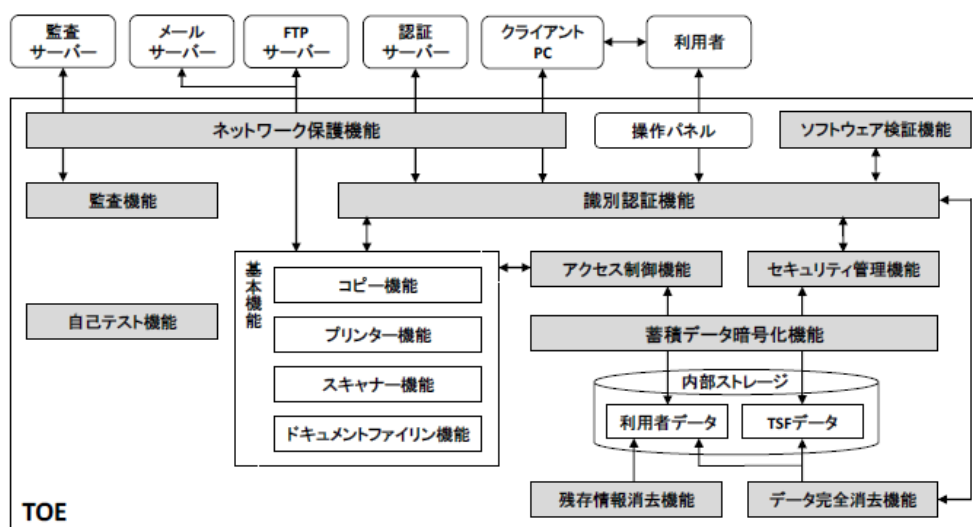 監査
サーバー
メール
サーバー
FTP
サーバー
認証
サーバー
クライアント
PC
利用者
ネットワーク保護機能
操作パネル
ソフトウェア検証機能
監査機能
識別認証機能
基本機能
コピー機能
アクセス制御機能
セキュリティ管理機能
自己テスト機能
プリンター機能
蓄積データ暗号化機能
スキャナー機能
内部ストレージ
利用者データ
TSFデータ
ドキュメントファイリン機能
残存情報消去機能
データ完全消去機能
TOE